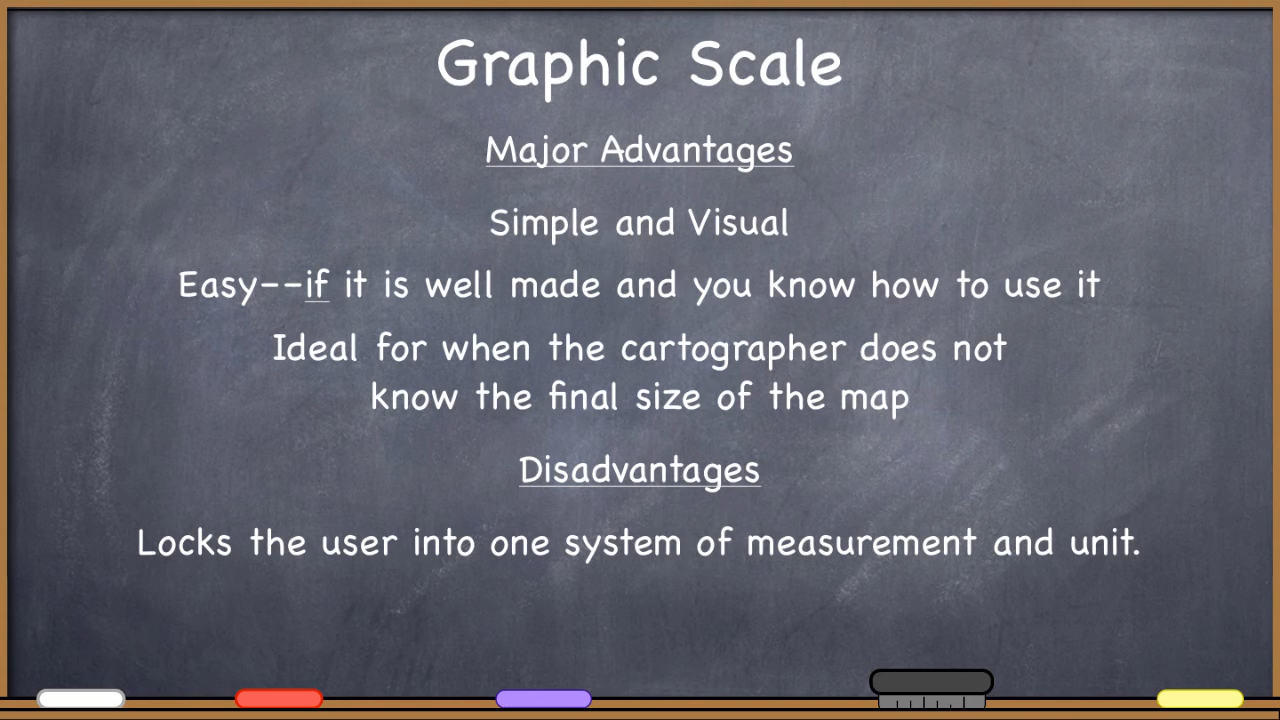 Graphic Scale
Major Advantages
Simple and Visual
Easy--if it is well made and you know how to use it
Ideal for when the cartographer does not
know the final size of the map
Disadvantages
Locks the user into one system of measurement and unit.